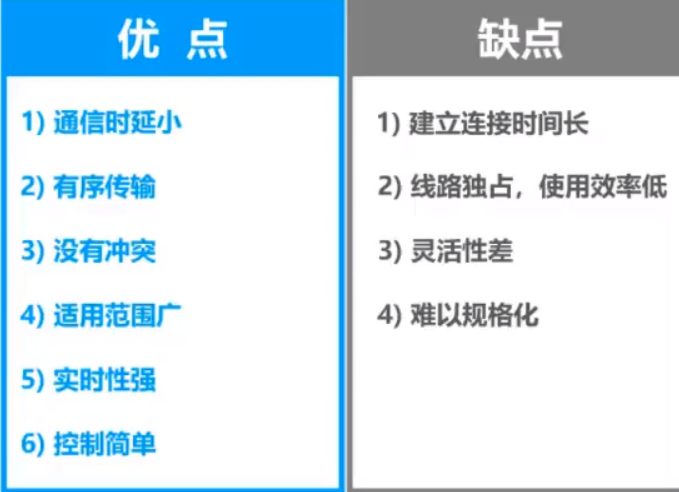 优 点
1) 通信时延小
2) 有序传输
3) 没有冲突
4) 适用范围广
5) 实时性强
6) 控制简单
缺点
1) 建立连接时间长
2) 线路独占，使用效率低
3) 灵活性差
4) 难以规格化